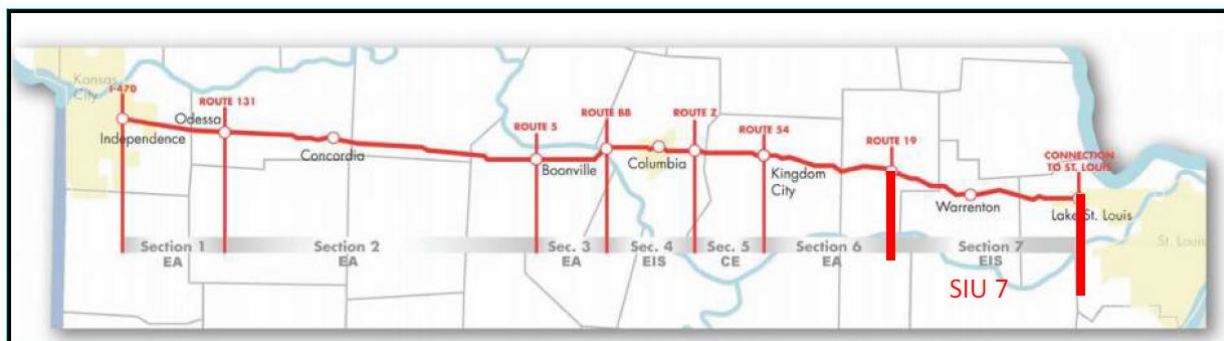 Kansas
City
I-470
Independence
Odessa
ROUTE 131
Concordia
ROUTE 5
Boonville
ROUTE BB
Columbia
ROUTE Z
ROUTE 54
Kingdom
City
ROUTE 19
Warrenton
CONNECTION
TO ST. LOUIS
Lake St. Louis
St. Louis
Section 1
EA
Section 2
EA
Sec. 3
EA
Sec. 4
EIS
Sec. 5
CE
Section 6
EA
Section 7
EIS
SIU 7